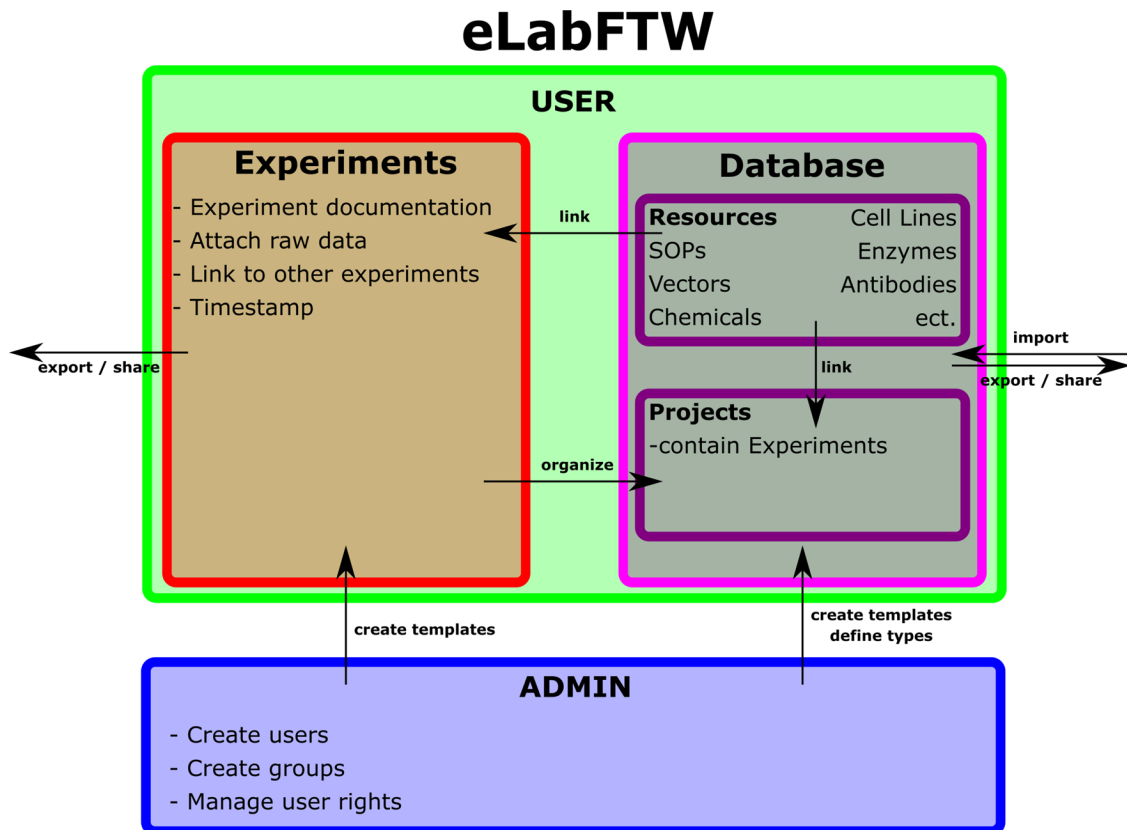 eLabFTW
USER
Experiments
- Experiment documentation
- Attach raw data
- Link to other experiments
- Timestamp
link
Database
Resources
SOPs
Vectors
Chemicals
Cell Lines
Enzymes
Antibodies
ect.
link
Projects
-contain Experiments
organize
export / share
import
export / share
create templates
create templates
define types
ADMIN
- Create users
- Create groups
- Manage user rights